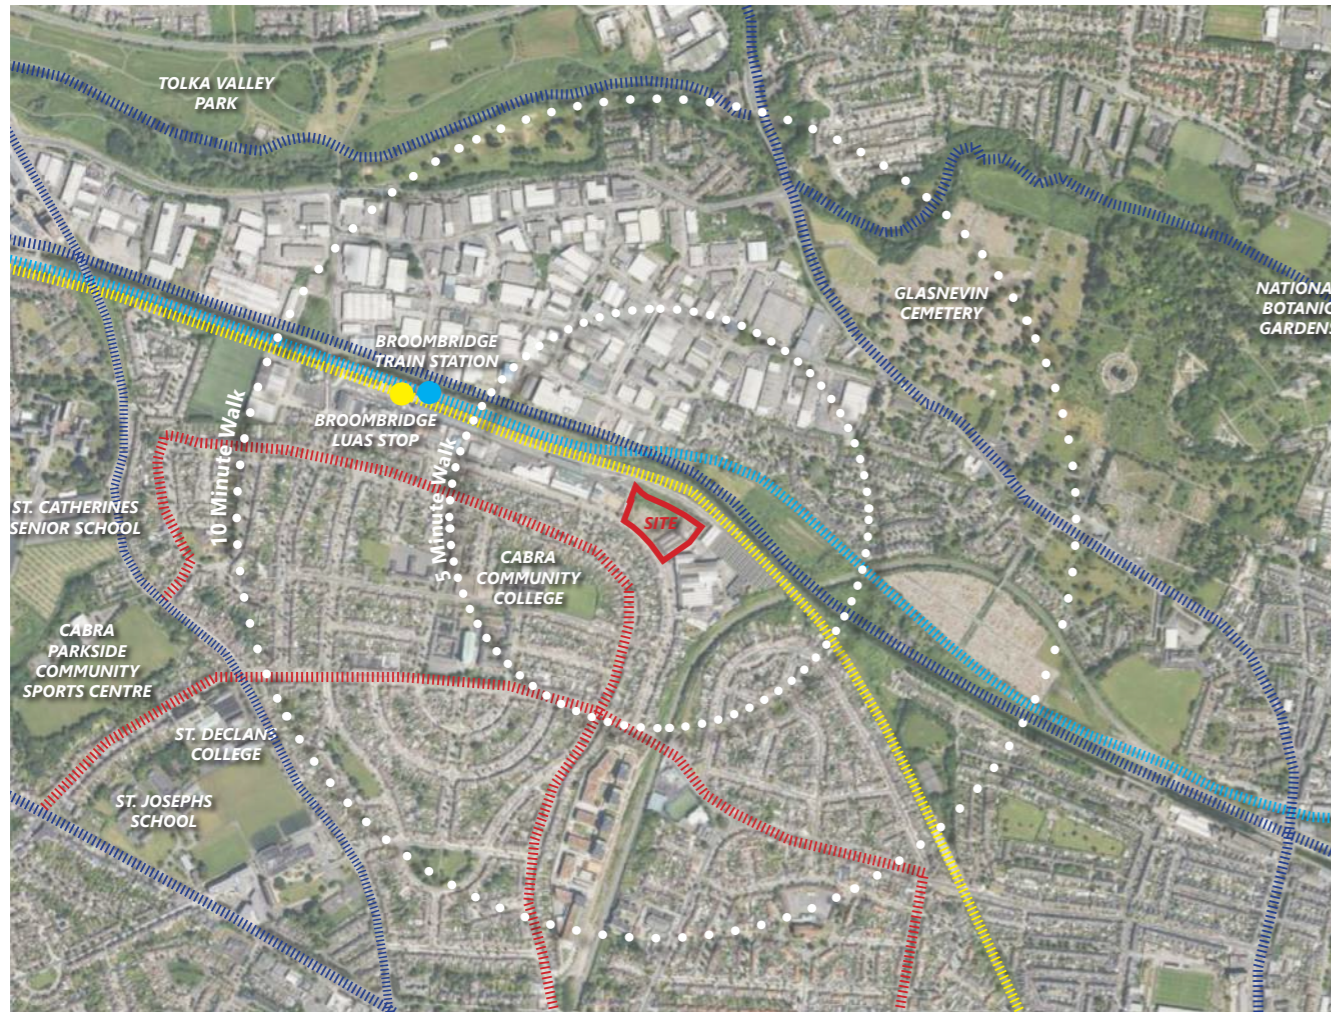 TOLKA VALLEY
PARK
GLASNEVIN
CEMETERY
NATIONA
BOTANIC
GARDEN
BROOMBRIDGE
TRAIN STATION
BROOMBRIDGE
LUAS STOP
10 Minute Walk
5 Minute Walk
ST. CATHERINES
SENIOR SCHOOL
SITE
CABRA
COMMUNITY
COLLEGE
CABRA
PARKSIDE
COMMUNITY
SPORTS CENTRE
ST. DECLANS
COLLEGE
ST. JOSEPHS
SCHOOL